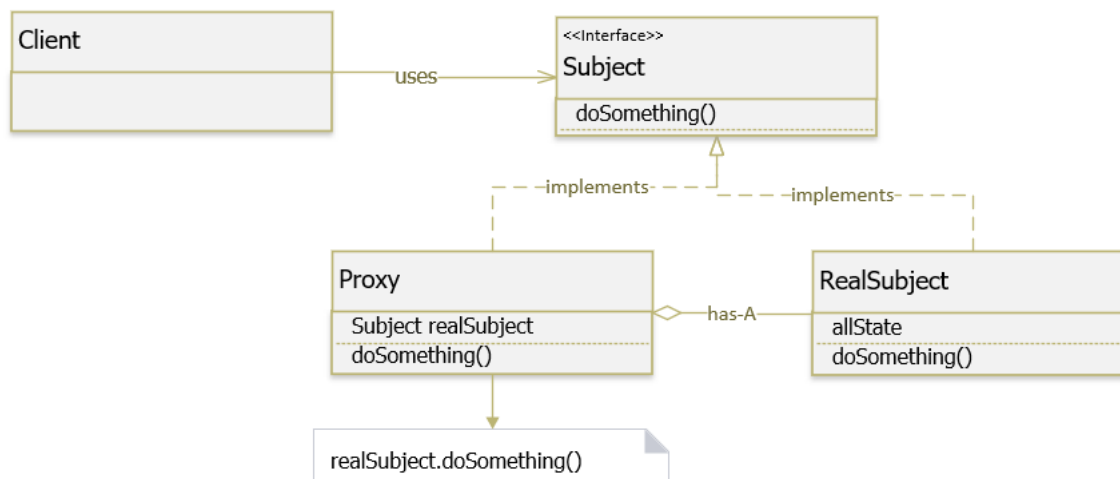 Client
<<Interface>>
Subject
uses
doSomething()
implements
implements
Proxy
RealSubject
Subject realSubject
has-A
allState
doSomething()
doSomething()
realSubject.doSomething()